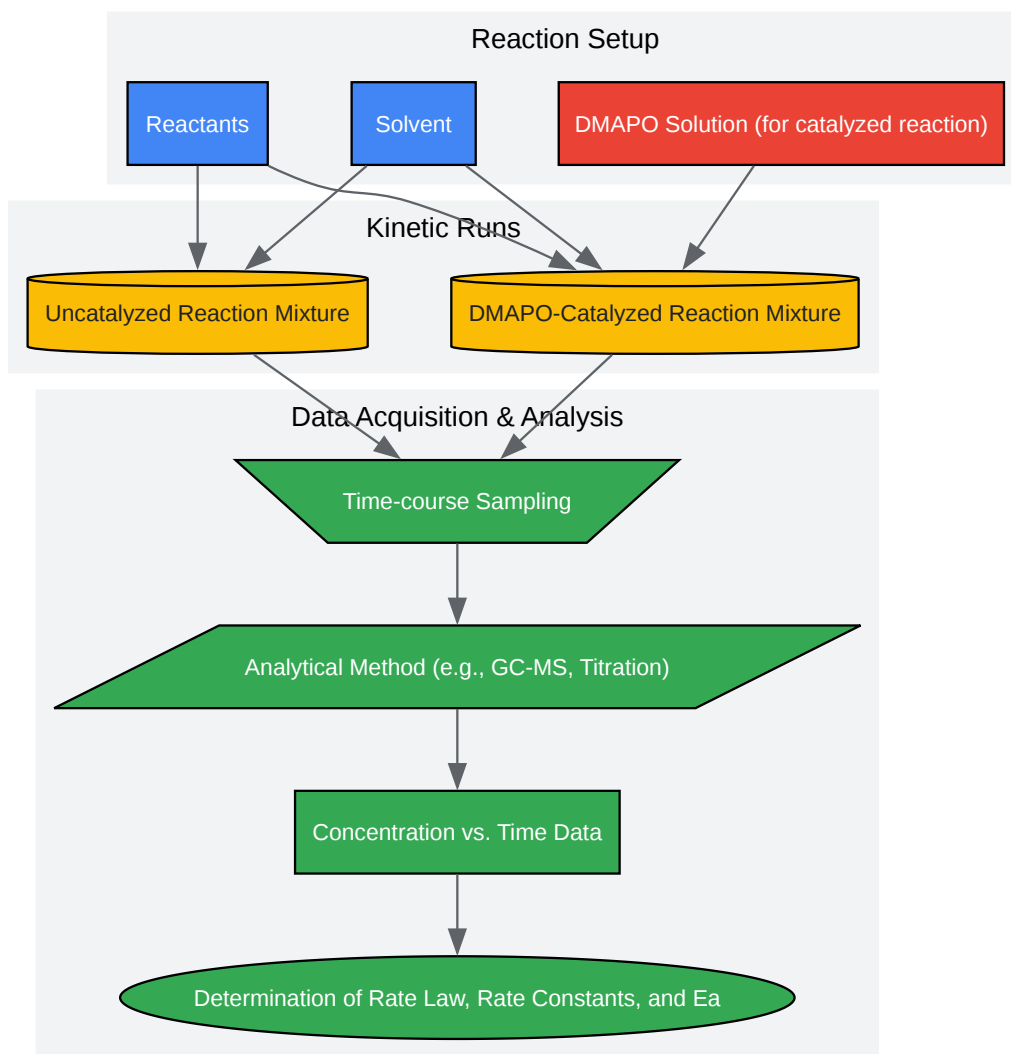 Reaction Setup
Reactants
Solvent
DMAPO Solution (for catalyzed reaction)
Kinetic Runs
Uncatalyzed Reaction Mixture
DMAPO-Catalyzed Reaction Mixture
Data Acquisition & Analysis
Time-course Sampling
Analytical Method (e.g., GC-MS, Titration)
Concentration vs. Time Data
Determination of Rate Law, Rate Constants, and Ea